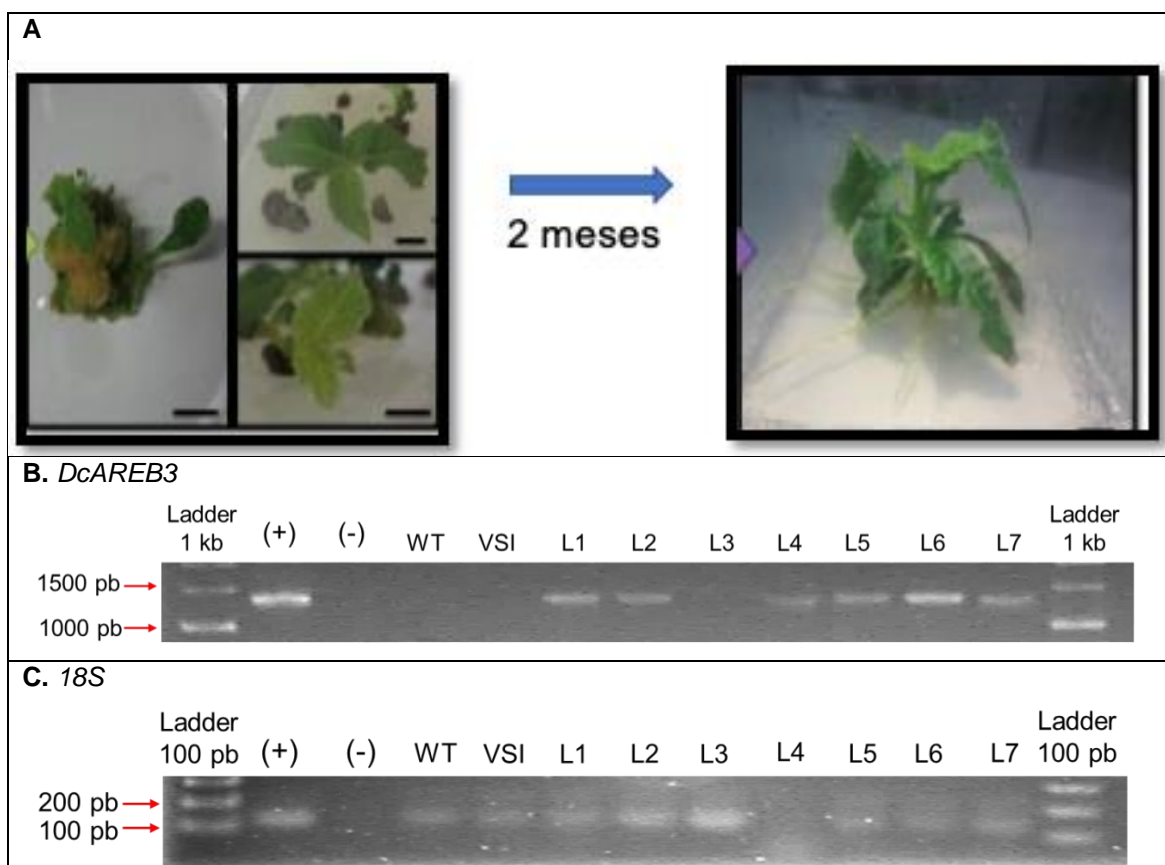 A
2 meses
B. DcAREB3
Ladder 1 kb (+) (-) WT VSI L1 L2 L3 L4 L5 L6 L7 Ladder 1 kb
1500 pb
1000 pb
C. 18S
Ladder 100 pb (+) (-) WT VSI L1 L2 L3 L4 L5 L6 L7 Ladder 100 pb
200 pb
100 pb